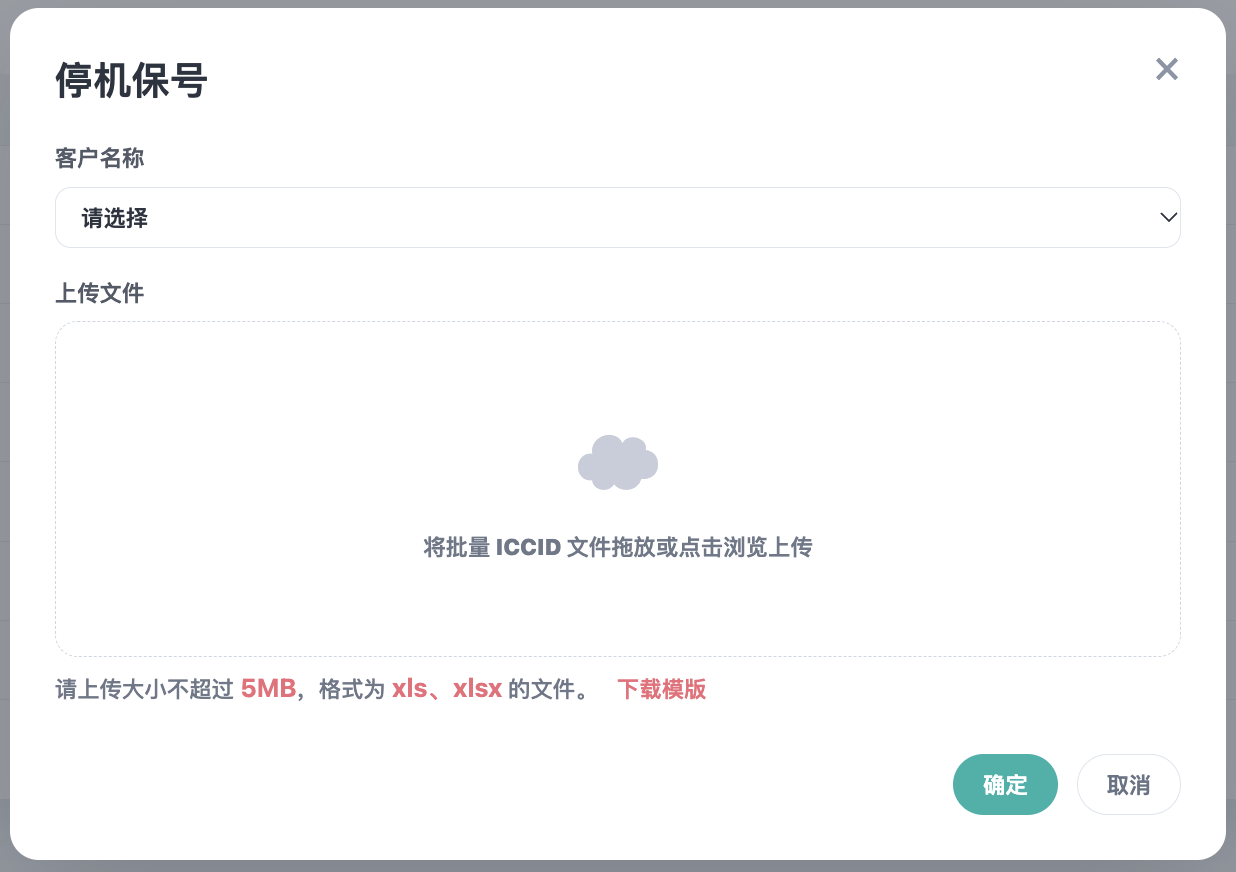 停机保号
客户名称
请选择
上传文件
将批量 ICCID 文件拖放或点击浏览上传
请上传大小不超过 5MB，格式为 xls、xlsx 的文件。 下载模版
确定
取消